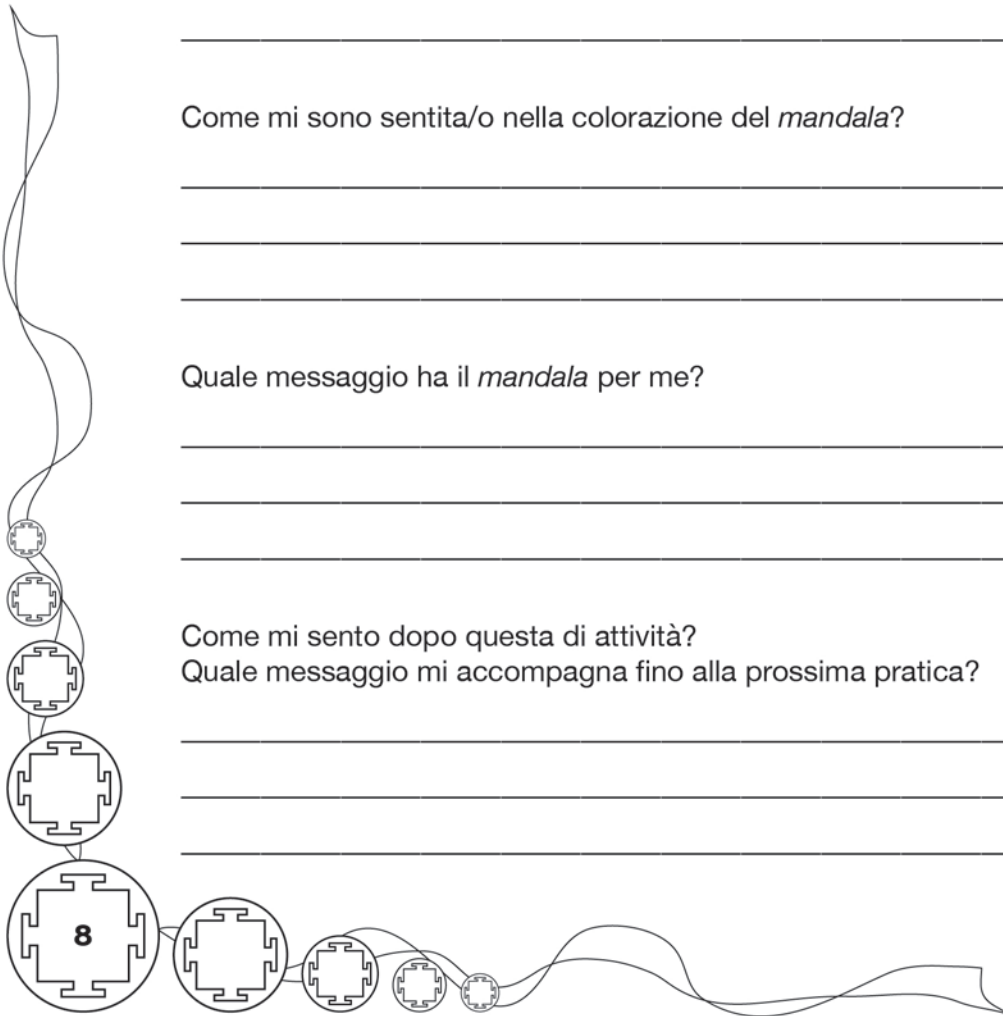 Come mi sono sentita/o nella colorazione del mandala?
Quale messaggio ha il mandala per me?
Come mi sento dopo questa di attività?
Quale messaggio mi accompagna fino alla prossima pratica?
8